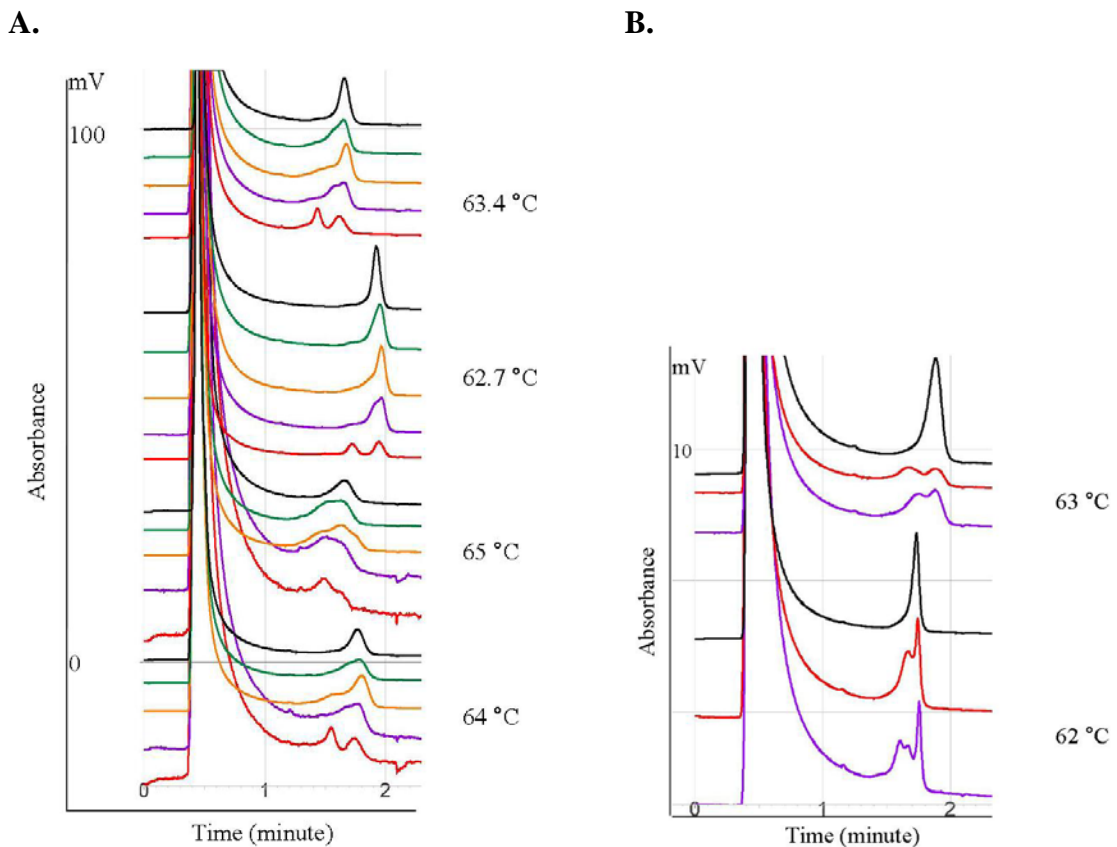 A.
mV
100
63.4 °C
62.7 °C
65 °C
0
64 °C
Absorbance
0 1 2
Time (minute)
B.
mV
10
63 °C
62 °C
Absorbance
0 1 2
Time (minute)